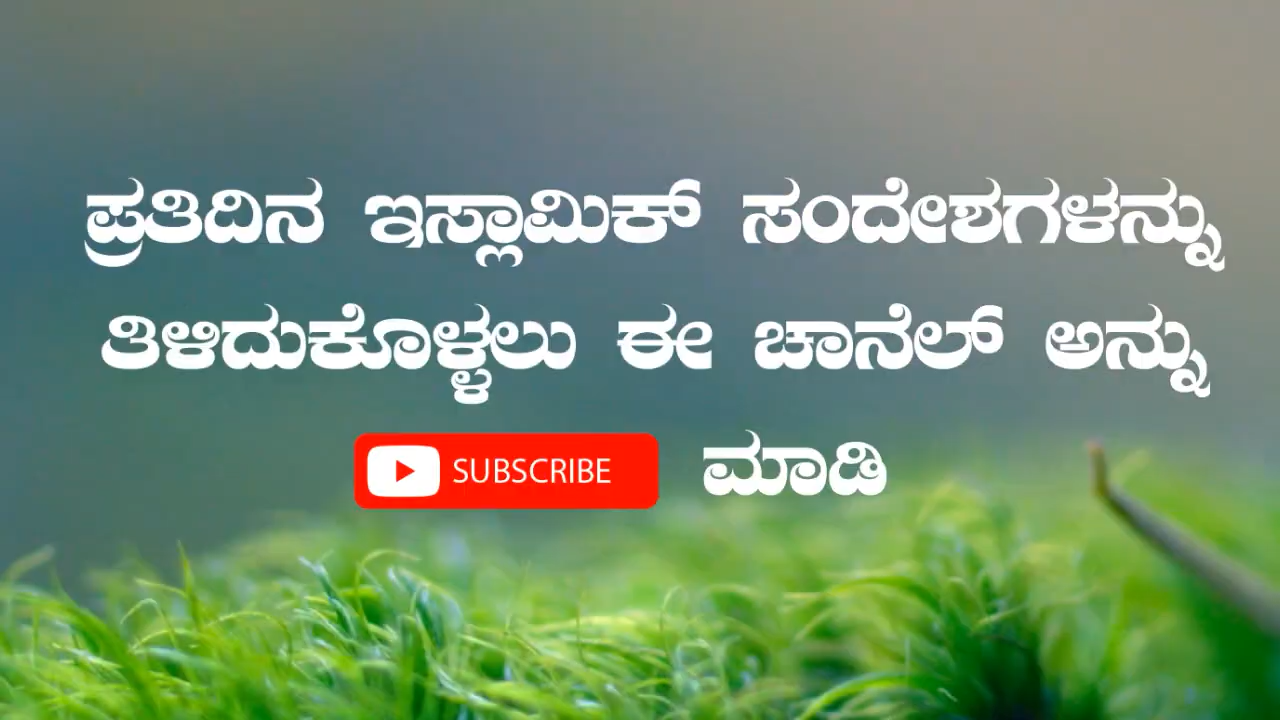 ಪ್ರತಿದಿನ ಇಸ್ಲಾಮಿಕ್ ಸಂದೇಶಗಳನ್ನು
ತಿಳಿದುಕೊಳ್ಳಲು ಈ ಚಾನೆಲ್ ಅನ್ನು
SUBSCRIBE ಮಾಡಿ